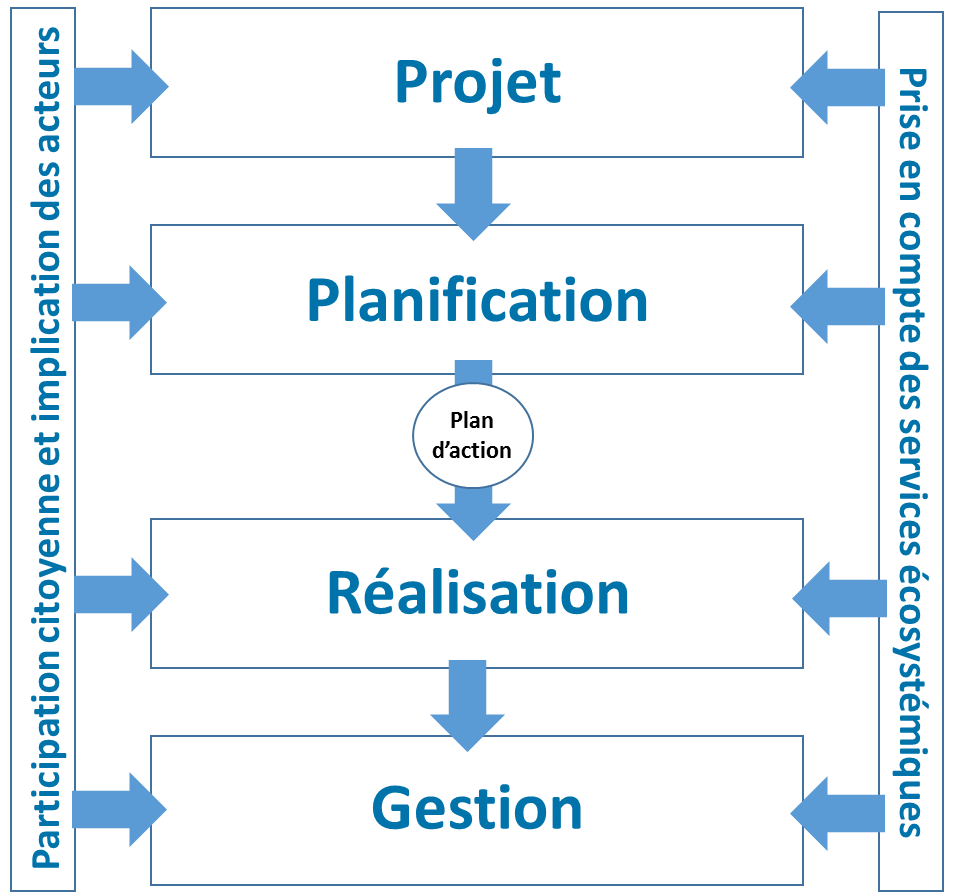 Participation citoyenne et implication des acteurs
Projet
Planification
Plan
d’action
Réalisation
Gestion
Prise en compte des services écosystémiques